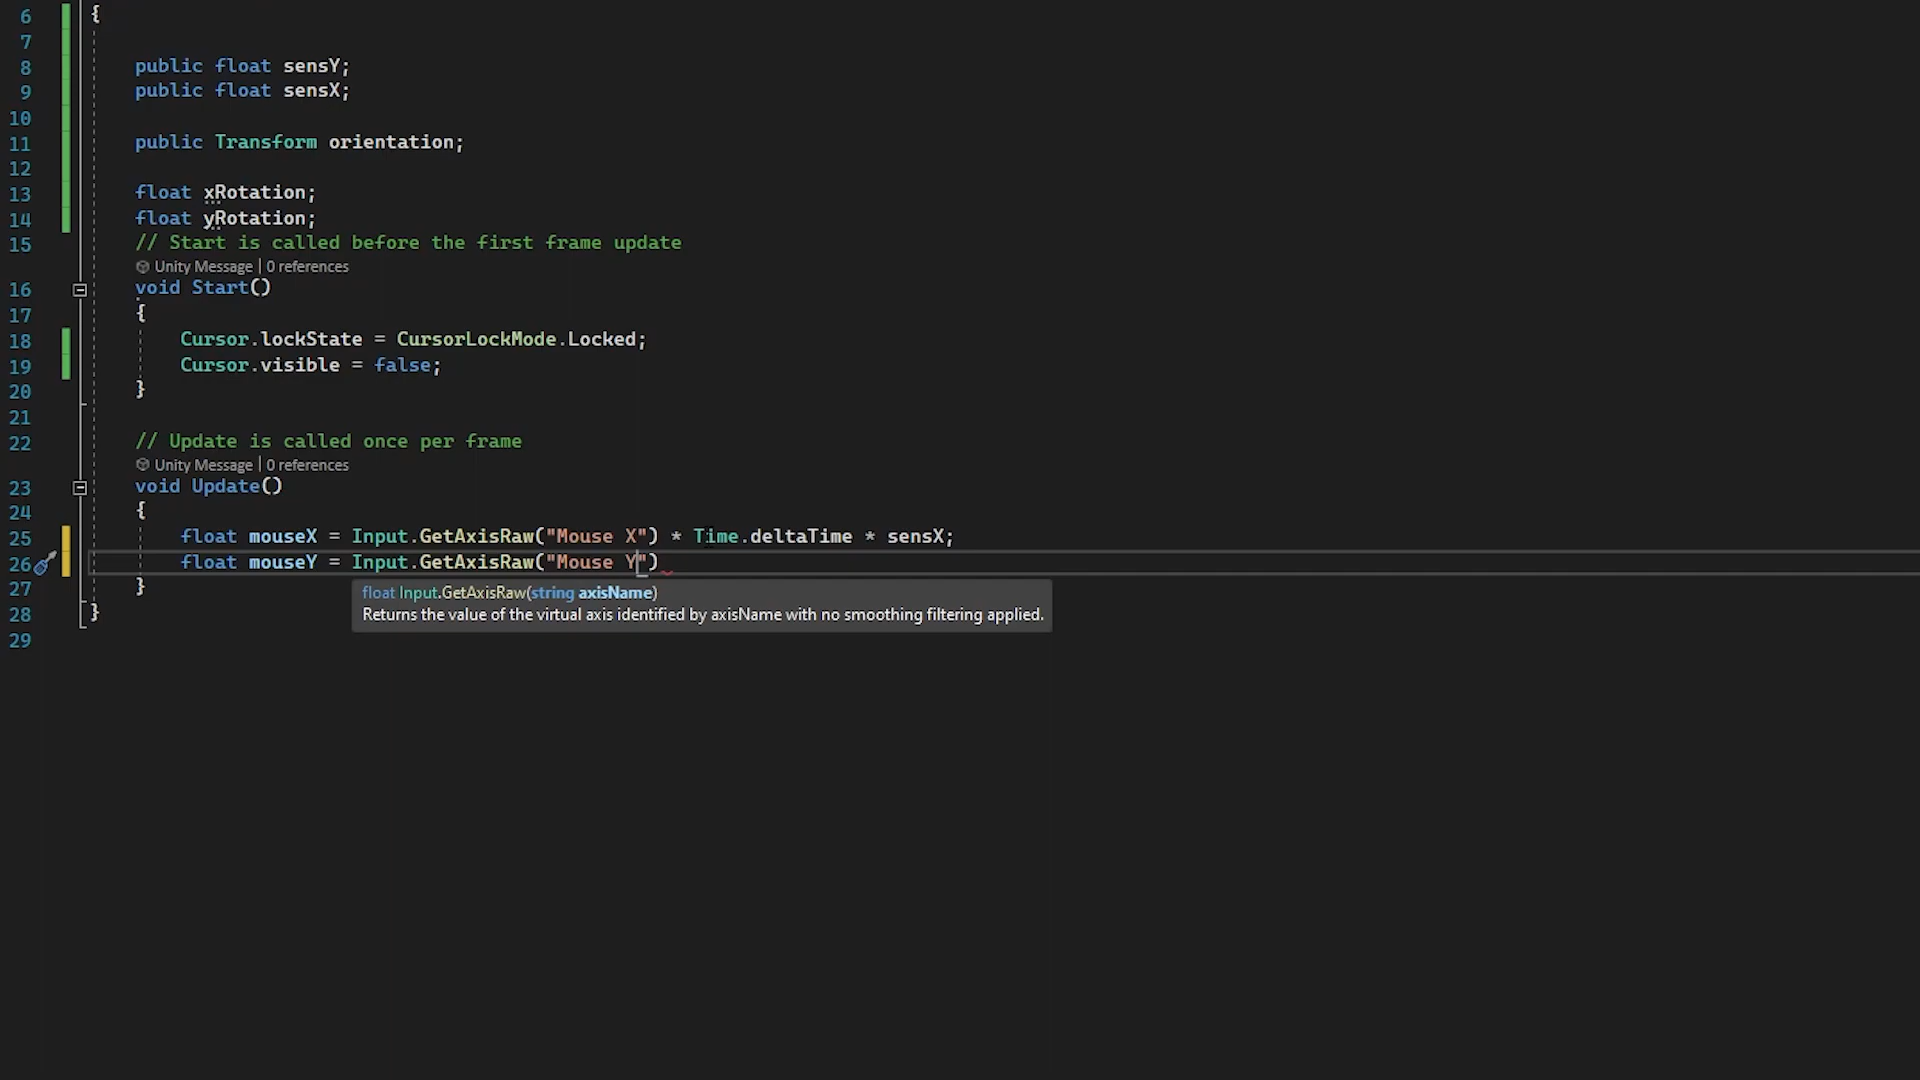 6 {
7
8 public float sensY;
9 public float sensX;
10
11 public Transform orientation;
12
13 float xRotation;
14 float yRotation;
15 // Start is called before the first frame update
Unity Message | 0 references
16 void Start()
17 {
18 Cursor.lockState = CursorLockMode.Locked;
19 Cursor.visible = false;
20 }
21
22 // Update is called once per frame
Unity Message | 0 references
23 void Update()
24 {
25 float mouseX = Input.GetAxisRaw("Mouse X") * Time.deltaTime * sensX;
26 float mouseY = Input.GetAxisRaw("Mouse Y")
27 }
float Input.GetAxisRaw(string axisName)
Returns the value of the virtual axis identified by axisName with no smoothing filtering applied.
28 }
29